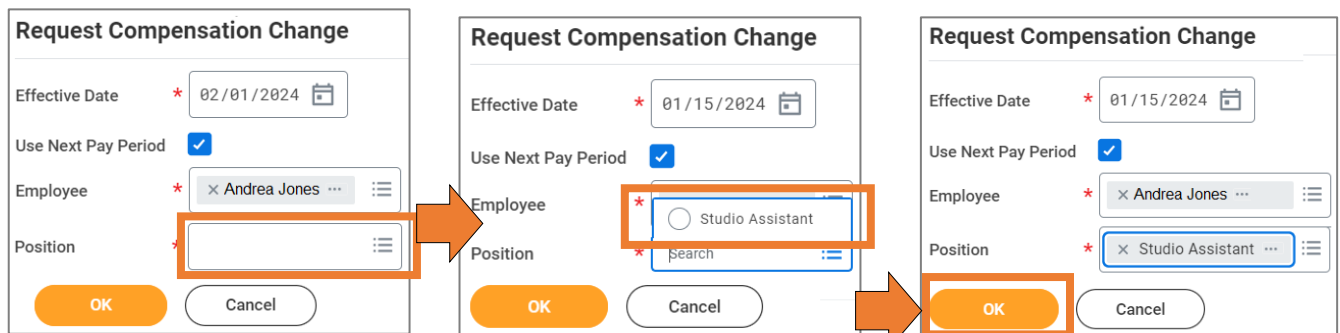 Request Compensation Change
Effective Date * 02/01/2024
Use Next Pay Period
Employee * × Andrea Jones ···
Position *
OK Cancel
Request Compensation Change
Effective Date * 01/15/2024
Use Next Pay Period
Employee *
Studio Assistant
Position * Search
OK Cancel
Request Compensation Change
Effective Date * 01/15/2024
Use Next Pay Period
Employee * × Andrea Jones ···
Position * × Studio Assistant ···
OK Cancel